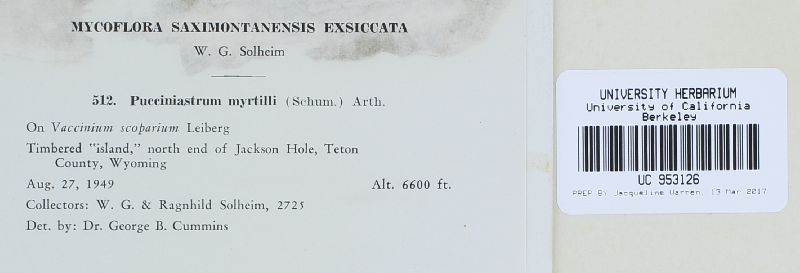 MYCOFLORA SAXIMONTANENSIS EXSICCATA
W. G. Solheim
512. Pucciniastrum myrtilli (Schum.) Arth.
On Vaccinium scoparium Leiberg
Timbered "island," north end of Jackson Hole, Teton
County, Wyoming
Aug. 27, 1949 Alt. 6600 ft.
Collectors: W. G. & Ragnhild Solheim, 2725
Det. by: Dr. George B. Cummins
UNIVERSITY HERBARIUM
University of California
Berkeley
UC 953126
PREP BY Jacqueline Warren, 13 Mar 2017